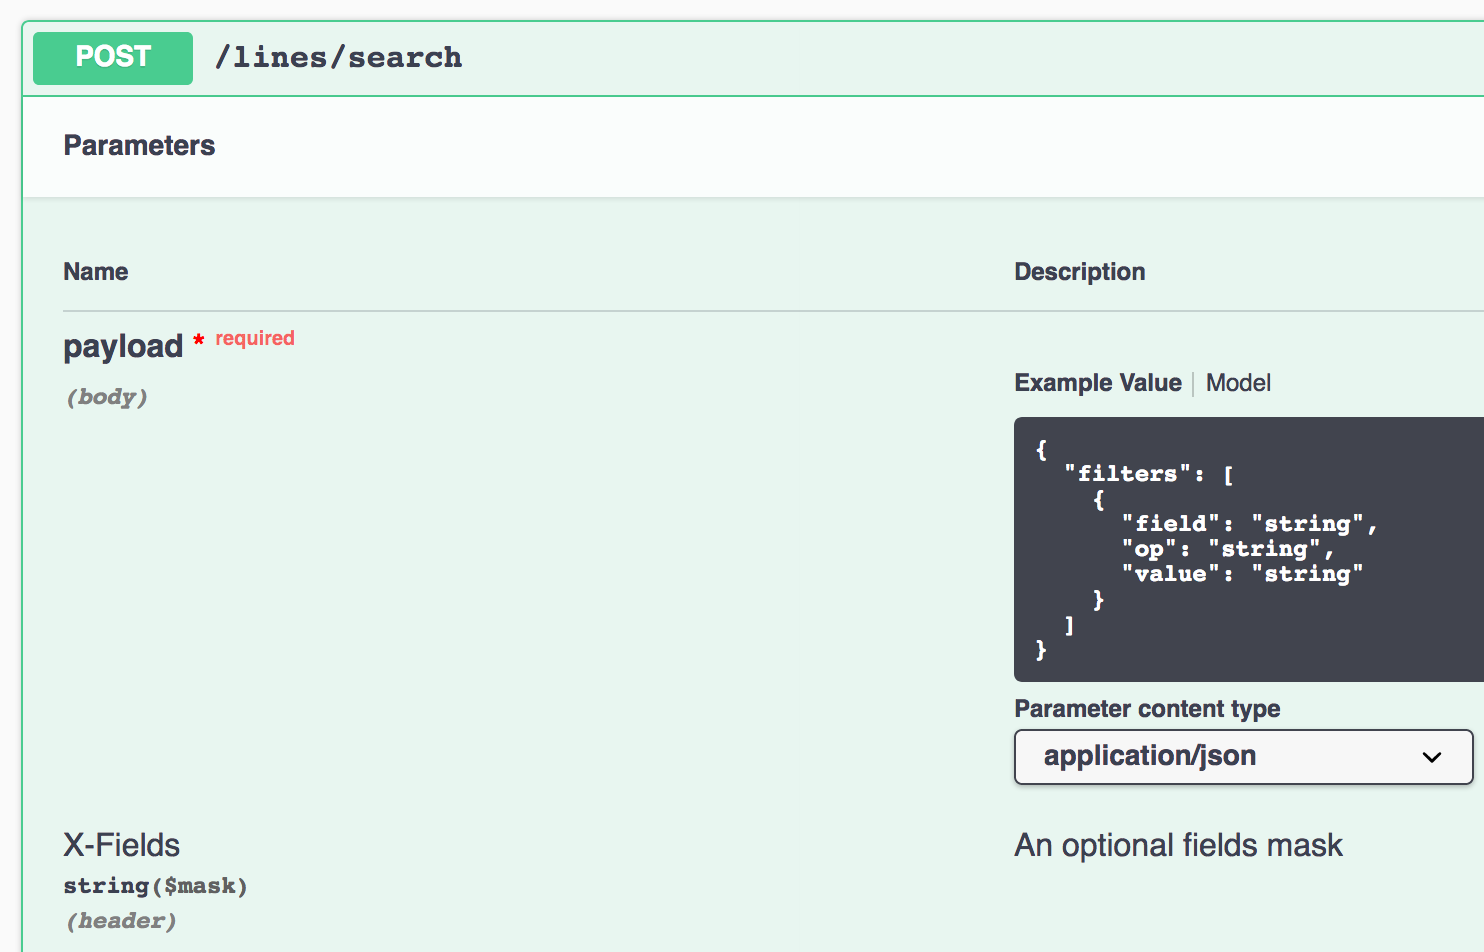 POST /lines/search
Parameters
Name Description
payload * required
(body)
Example Value | Model
{
  "filters": [
    {
      "field": "string",
      "op": "string",
      "value": "string"
    }
  ]
}
Parameter content type
application/json
X-Fields An optional fields mask
string($mask)
(header)